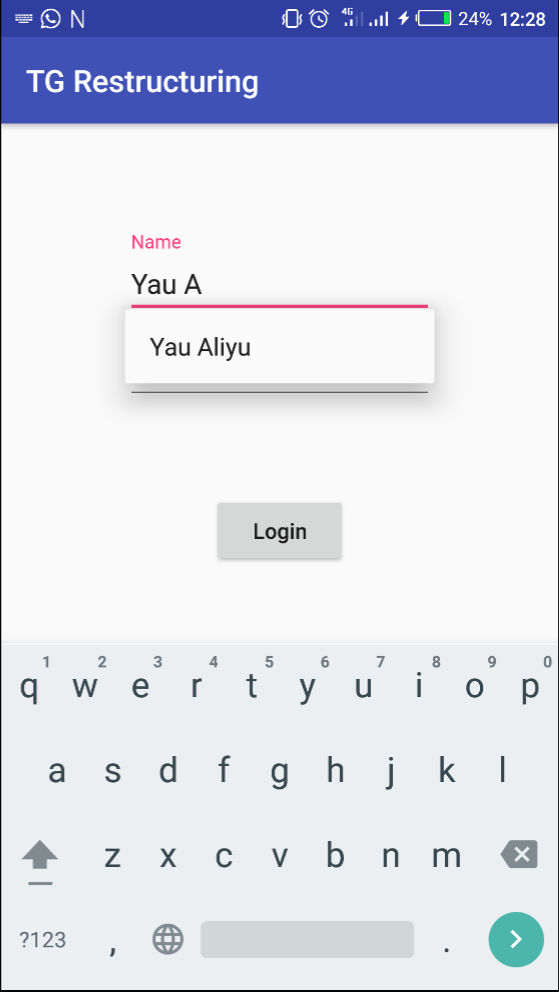 N 4G 24% 12:28
TG Restructuring
Name
Yau A
Yau Aliyu
Login
1 2 3 4 5 6 7 8 9 0
q w e r t y u i o p
a s d f g h j k l
z x c v b n m
?123 , .